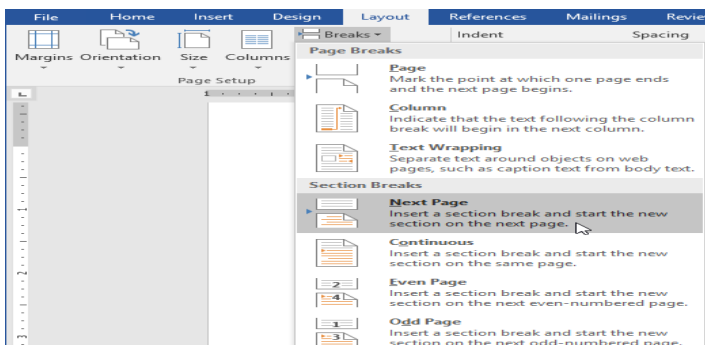 File Home Insert Design Layout References Mailings Revie
Breaks Indent Spacing
Margins Orientation Size Columns
Page Setup
Page Breaks
Page
Mark the point at which one page ends
and the next page begins.
Column
Indicate that the text following the column
break will begin in the next column.
Text Wrapping
Separate text around objects on web
pages, such as caption text from body text.
Section Breaks
Next Page
Insert a section break and start the new
section on the next page.
Continuous
Insert a section break and start the new
section on the same page.
2
4
Even Page
Insert a section break and start the new
section on the next even-numbered page.
1
3
Odd Page
Insert a section break and start the new
section on the next odd-numbered page.